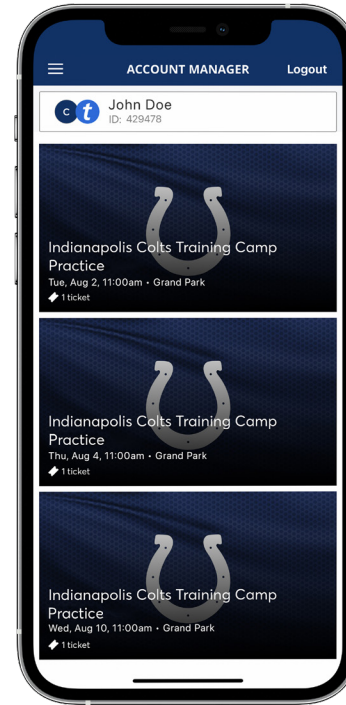 ACCOUNT MANAGER
Logout
c t
John Doe
ID: 429478
Indianapolis Colts Training Camp
Practice
Tue, Aug 2, 11:00am • Grand Park
1 ticket
Indianapolis Colts Training Camp
Practice
Thu, Aug 4, 11:00am • Grand Park
1 ticket
Indianapolis Colts Training Camp
Practice
Wed, Aug 10, 11:00am • Grand Park
1 ticket